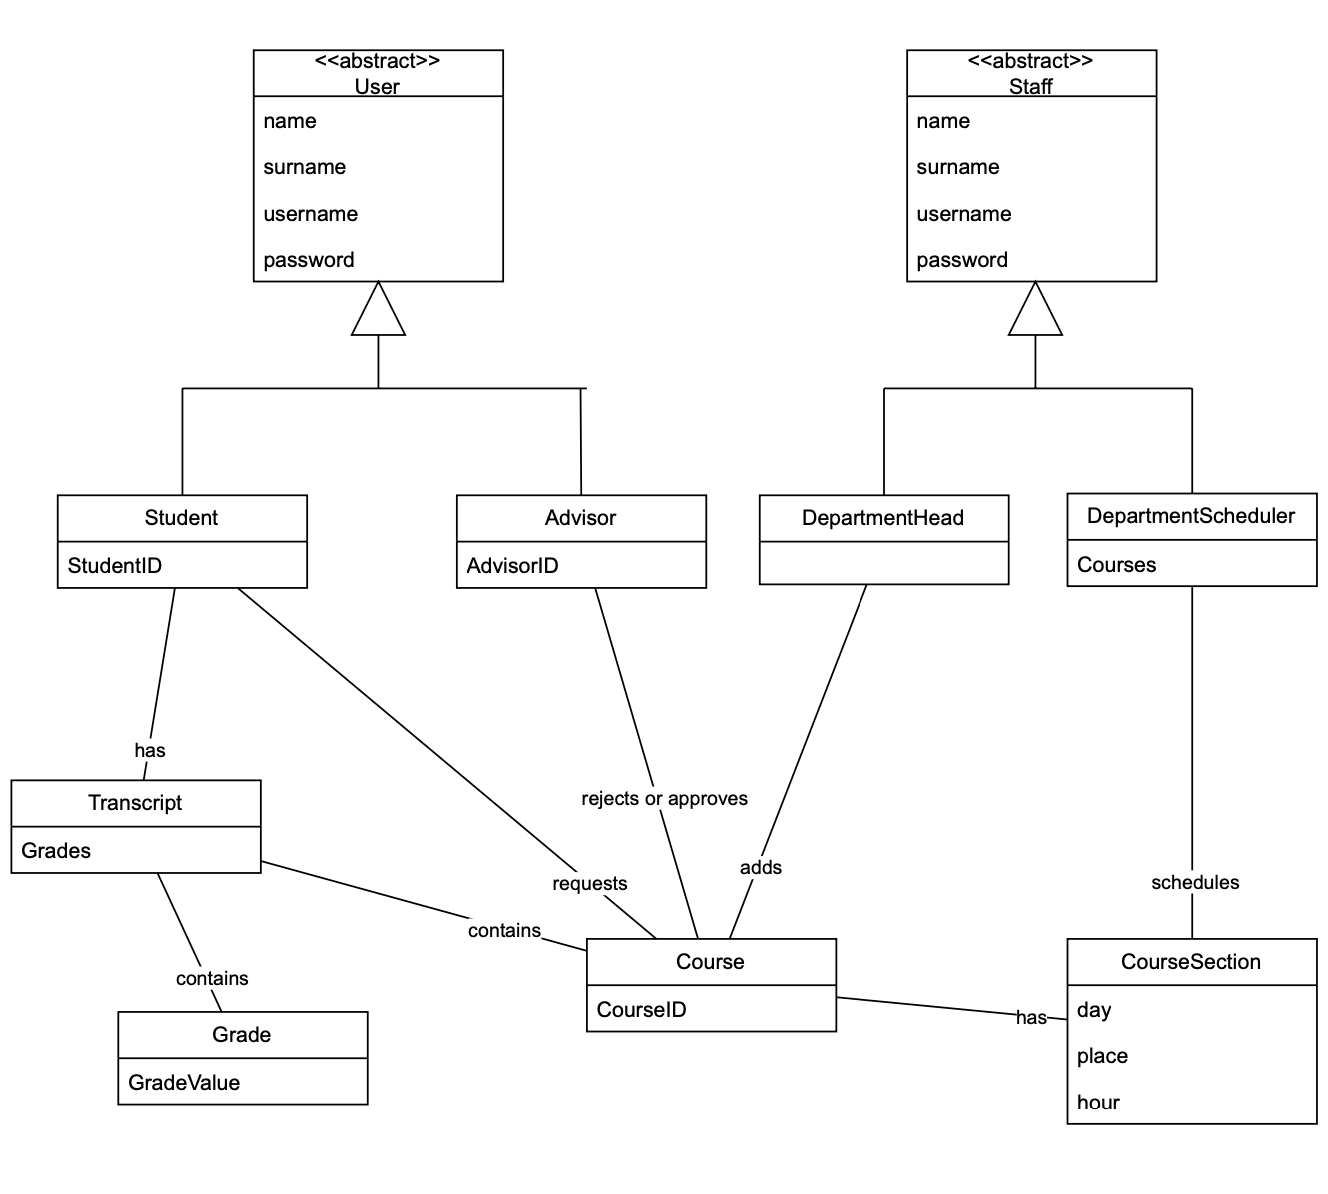 <<abstract>>
User
name
surname
username
password
<<abstract>>
Staff
name
surname
username
password
Student
StudentID
Advisor
AdvisorID
DepartmentHead
DepartmentScheduler
Courses
has
rejects or approves
adds
requests
schedules
Transcript
Grades
contains
contains
Course
CourseID
has
CourseSection
day
place
hour
Grade
GradeValue